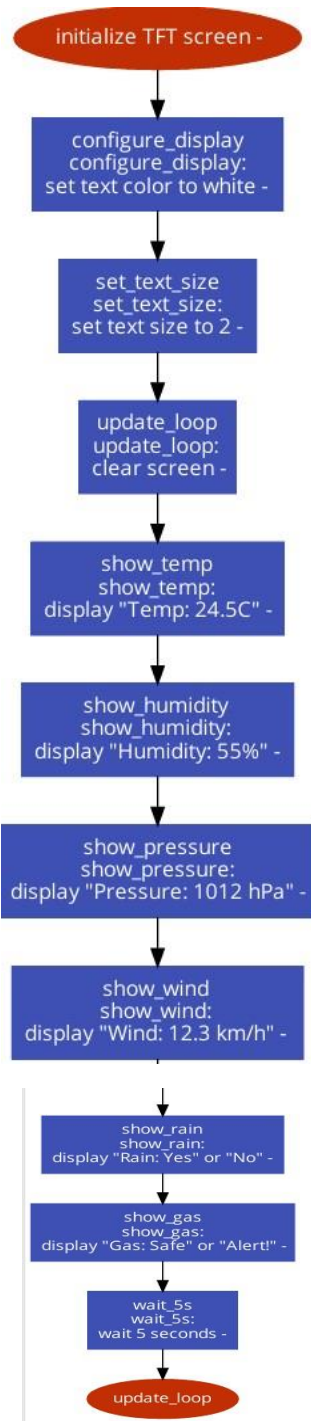 initialize TFT screen -
configure_display
configure_display:
set text color to white -
set_text_size
set_text_size:
set text size to 2 -
update_loop
update_loop:
clear screen -
show_temp
show_temp:
display "Temp: 24.5C" -
show_humidity
show_humidity:
display "Humidity: 55%" -
show_pressure
show_pressure:
display "Pressure: 1012 hPa" -
show_wind
show_wind:
display "Wind: 12.3 km/h" -
show_rain
show_rain:
display "Rain: Yes" or "No" -
show_gas
show_gas:
display "Gas: Safe" or "Alert!" -
wait_5s
wait_5s:
wait 5 seconds -
update_loop